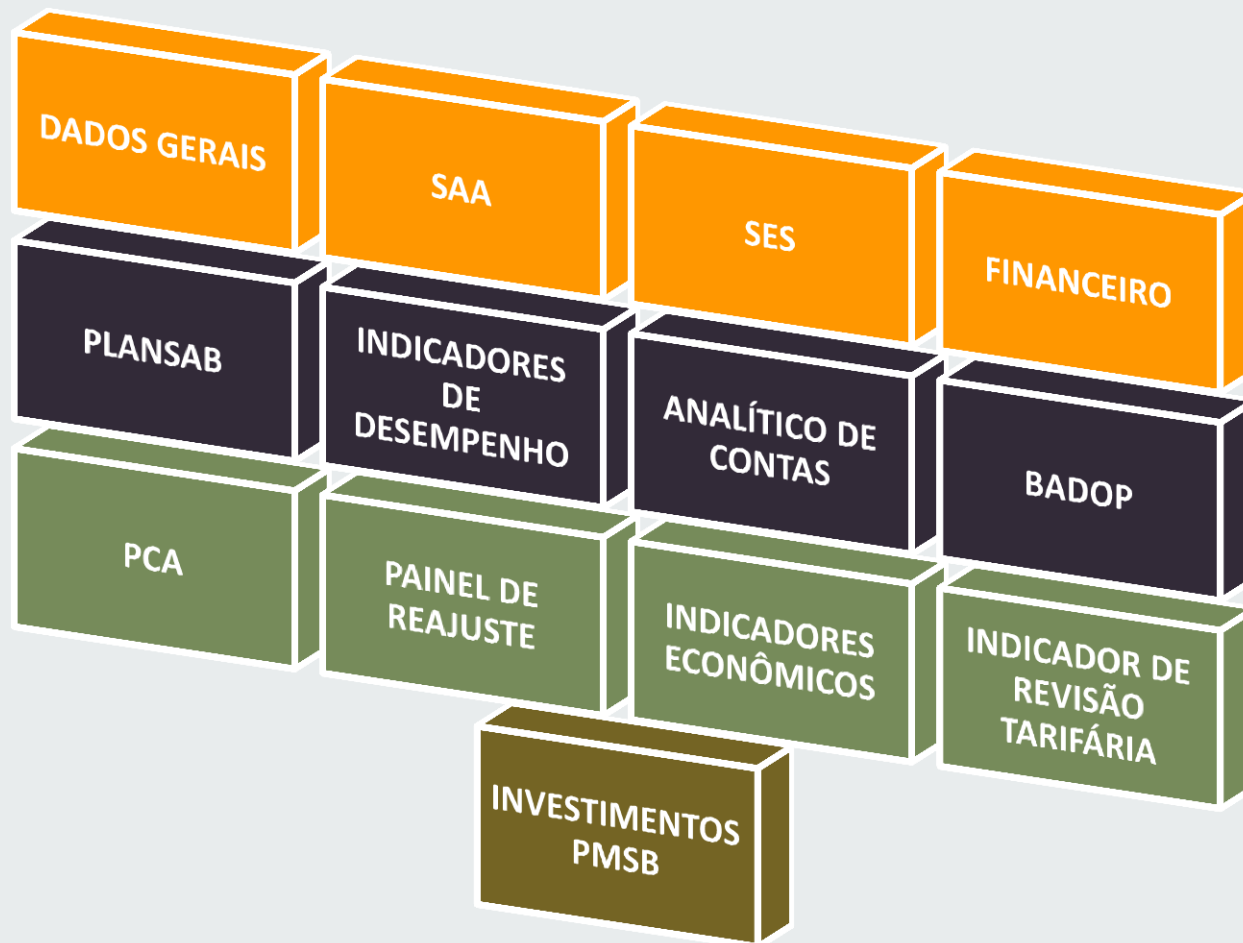 DADOS GERAIS
SAA
SES
FINANCEIRO
PLANSAB
INDICADORES
DE
DESEMPENHO
ANALÍTICO DE
CONTAS
BADOP
PCA
PAINEL DE
REAJUSTE
INDICADORES
ECONÔMICOS
INDICADOR DE
REVISÃO
TARIFÁRIA
INVESTIMENTOS
PMSB